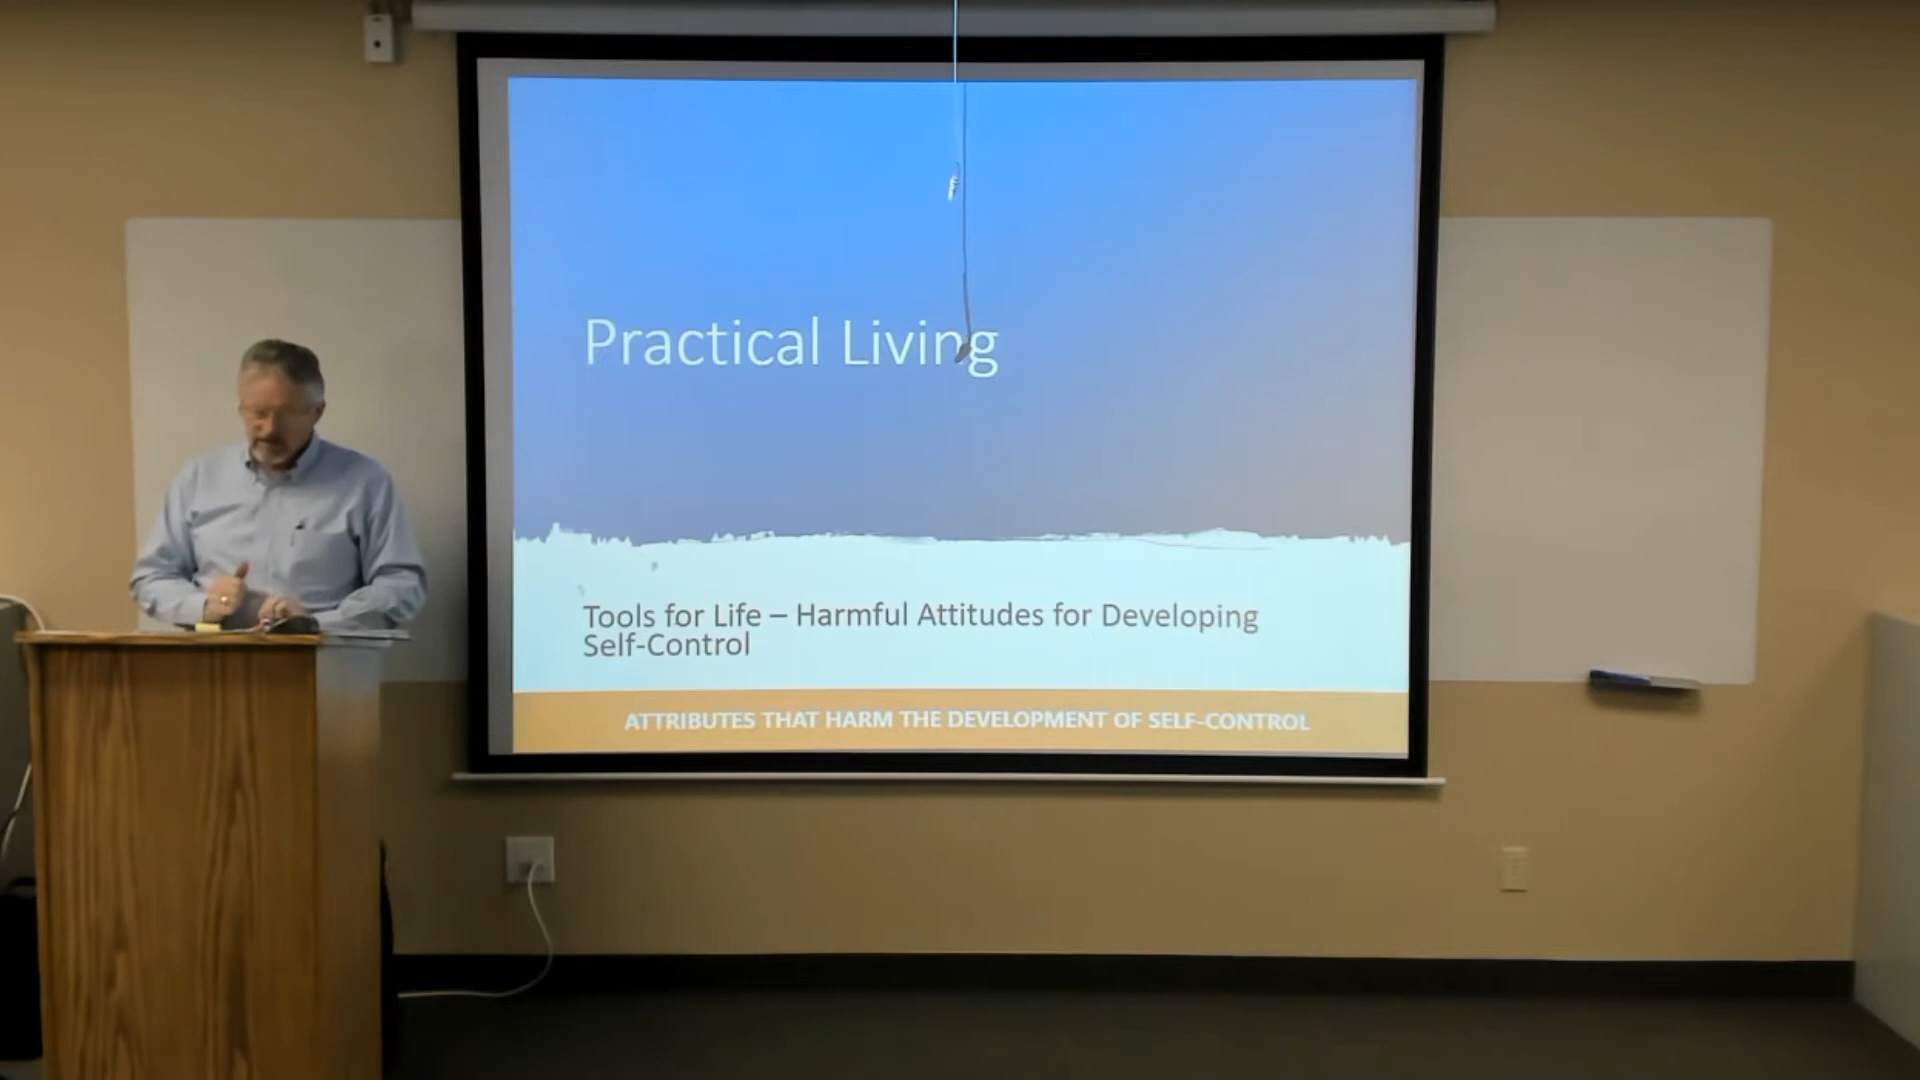 Practical Living
Tools for Life – Harmful Attitudes for Developing
Self-Control
ATTRIBUTES THAT HARM THE DEVELOPMENT OF SELF-CONTROL